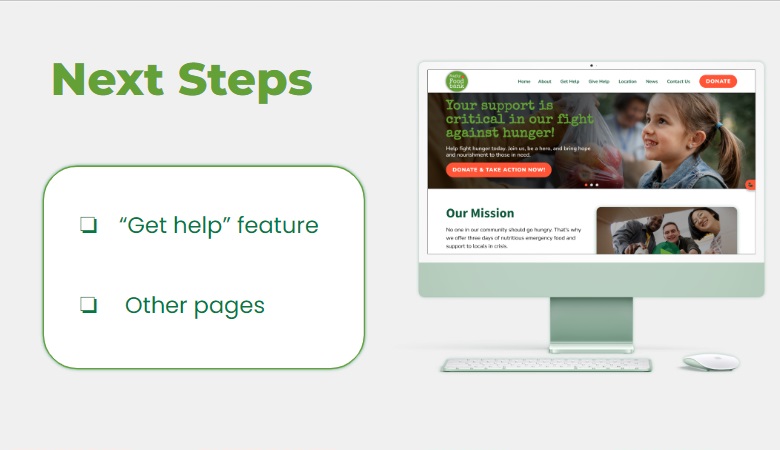 Next Steps
“Get help” feature
Other pages
Food
bank
Home About Get Help Give Help Location News Contact Us DONATE
Your support is
critical in our fight
against hunger!
Help fight hunger today. Join us, be a hero, and bring hope
and nourishment to those in need.
DONATE & TAKE ACTION NOW!
Our Mission
No one in our community should go hungry. That's why
we offer three days of nutritious emergency food and
support to locals in crisis.